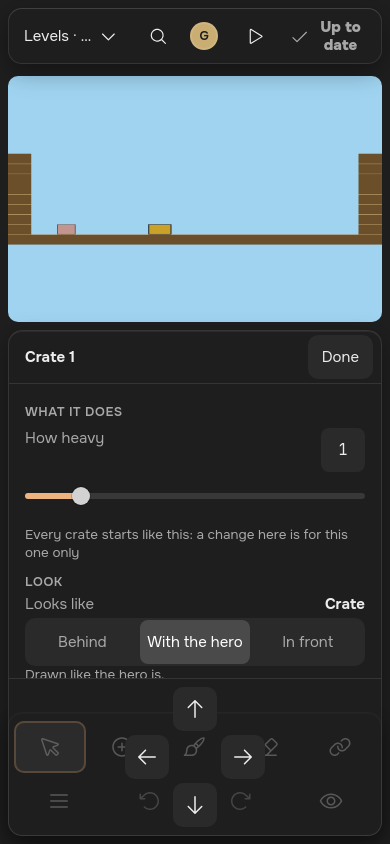 Levels · ...
G
Up to
date
Crate 1
Done
WHAT IT DOES
How heavy
1
Every crate starts like this: a change here is for this
one only
LOOK
Looks like
Crate
Behind
With the hero
In front
Drawn like the hero is.